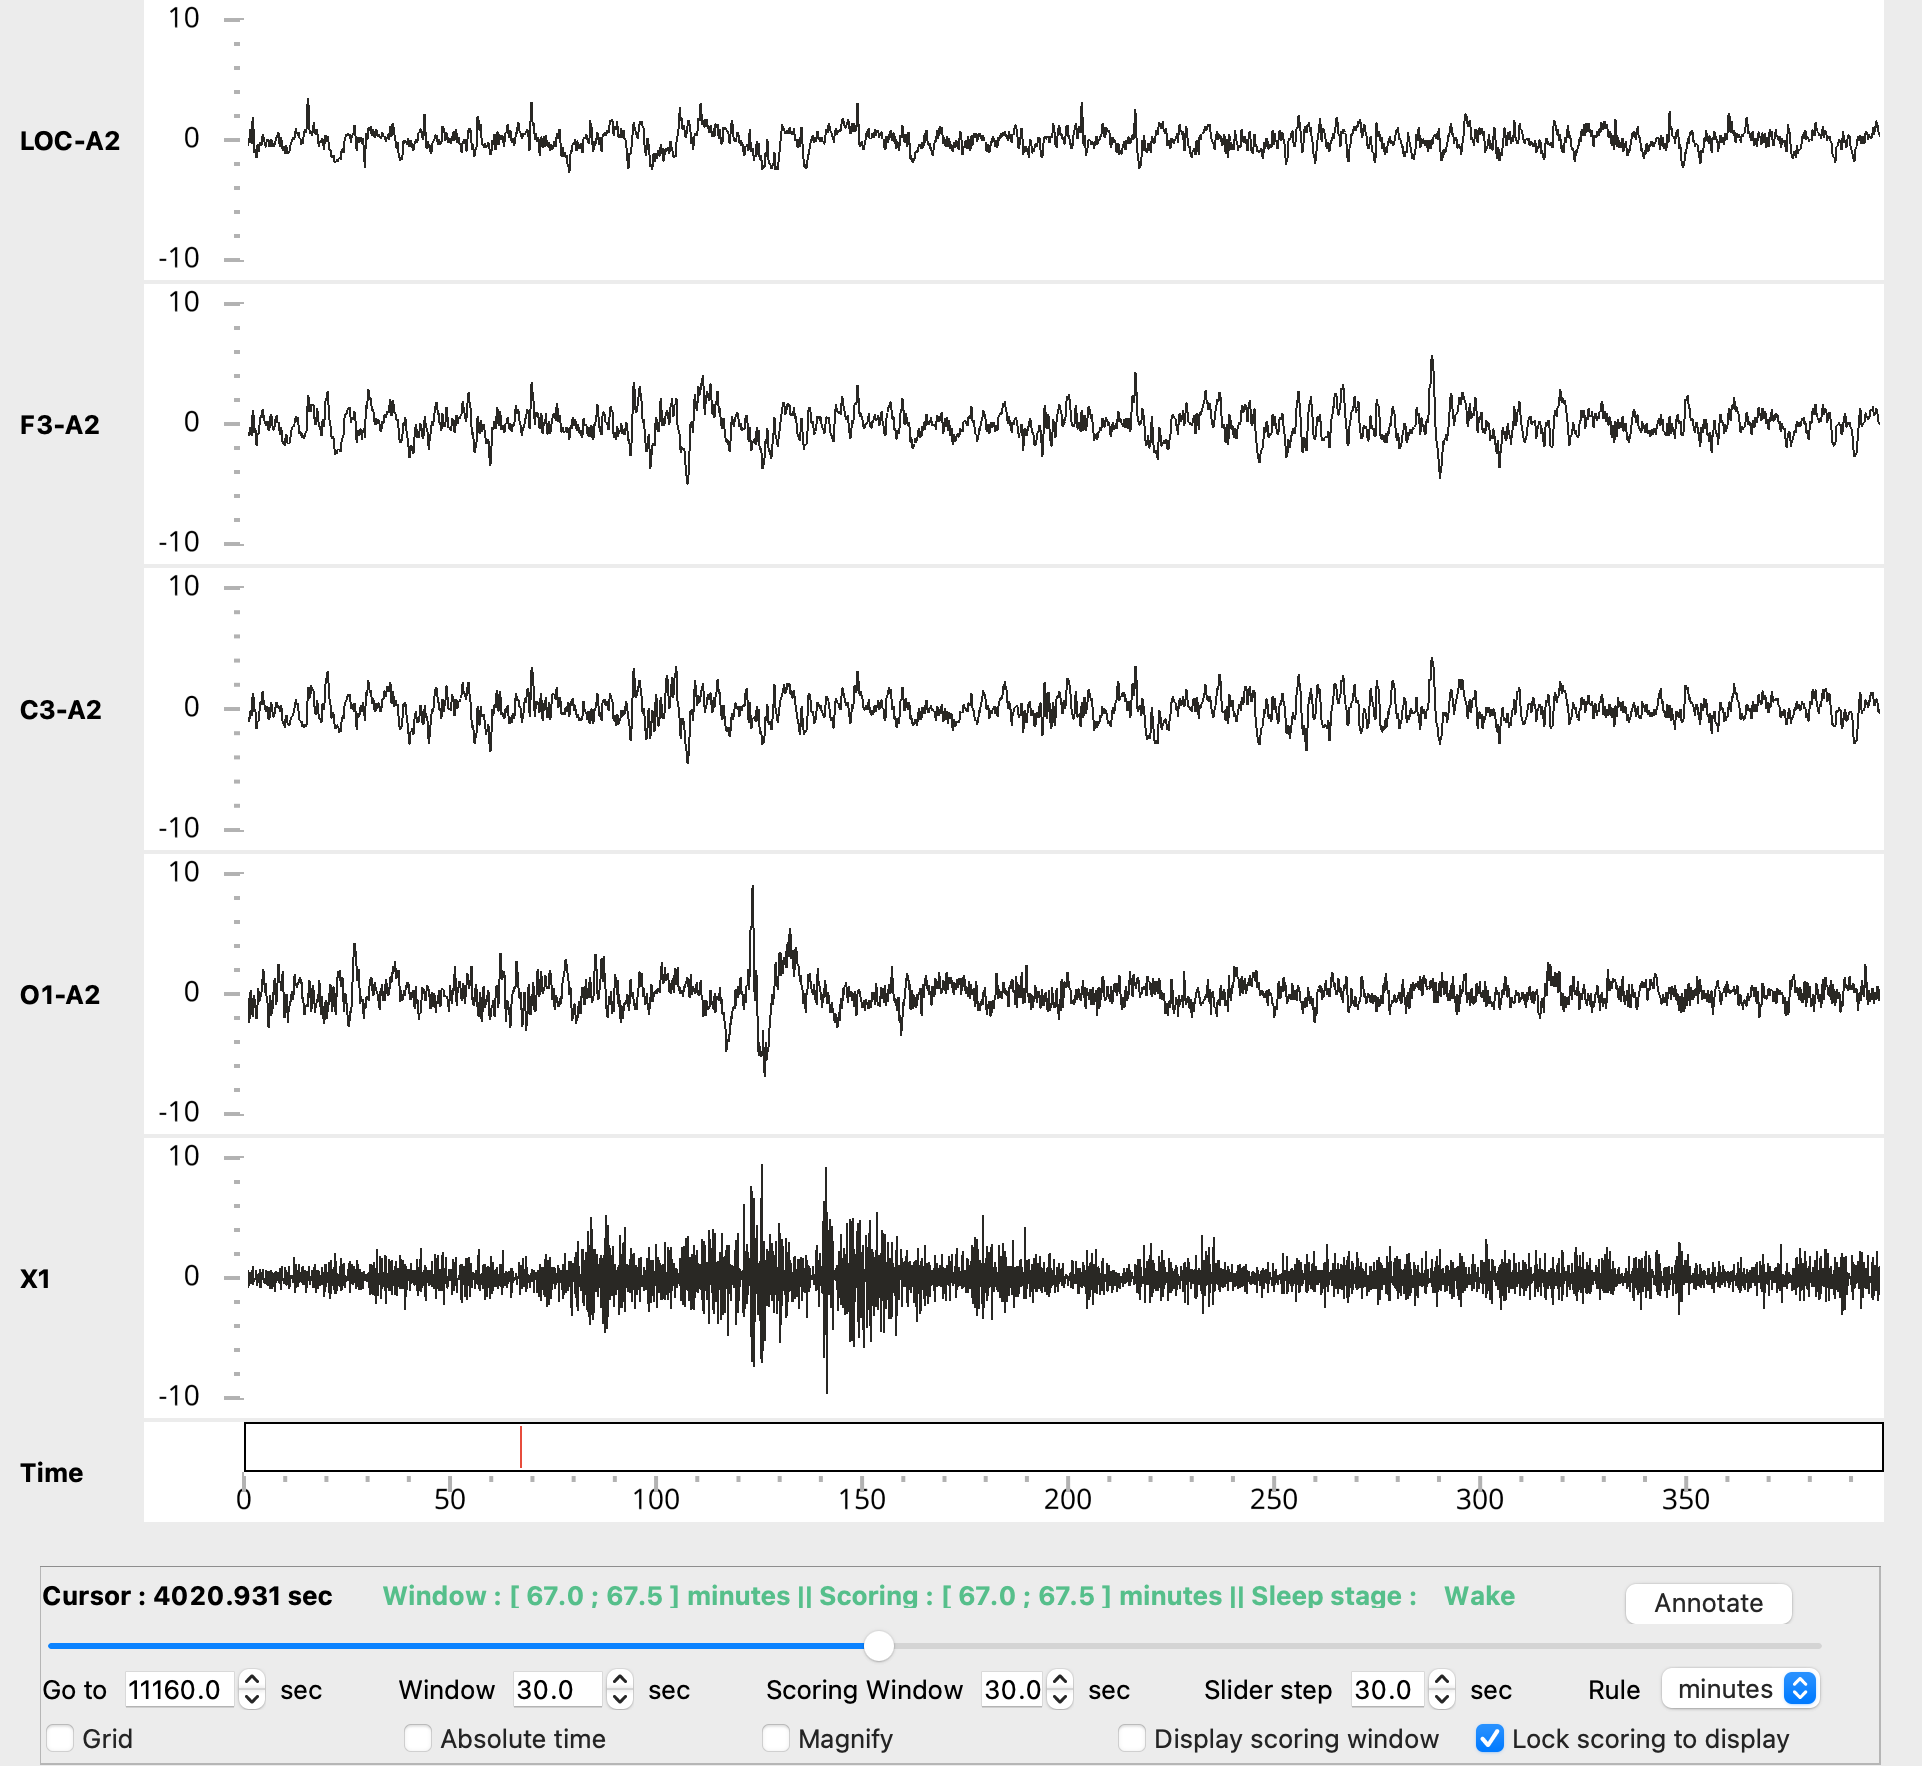 10
LOC-A2 0
-10
10
F3-A2 0
-10
10
C3-A2 0
-10
10
O1-A2 0
-10
10
X1 0
-10
Time
0 50 100 150 200 250 300 350
Cursor : 4020.931 sec Window : [ 67.0 ; 67.5 ] minutes || Scoring : [ 67.0 ; 67.5 ] minutes || Sleep stage : Wake Annotate
Go to 11160.0 sec Window 30.0 sec Scoring Window 30.0 sec Slider step 30.0 sec Rule minutes
Grid Absolute time Magnify Display scoring window Lock scoring to display